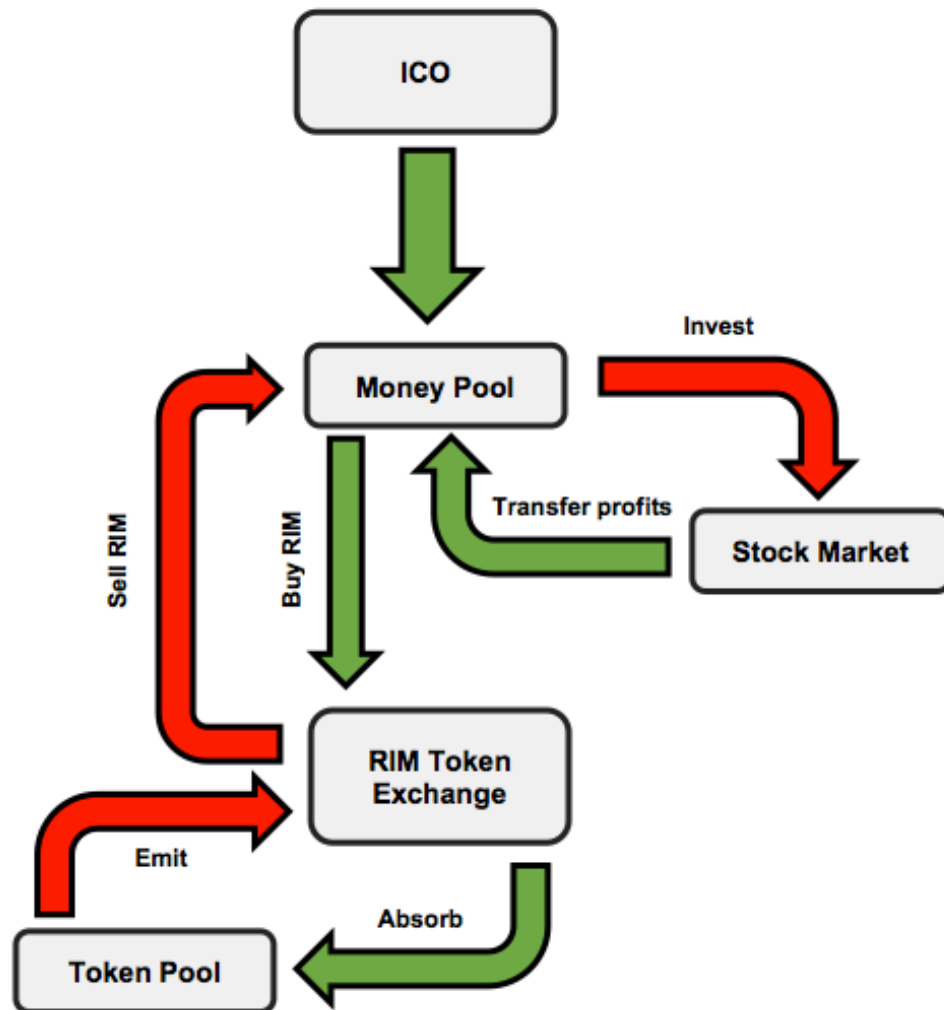 ICO
Invest
Money Pool
Transfer profits
Stock Market
Sell RIM
Buy RIM
RIM Token
Exchange
Emit
Absorb
Token Pool